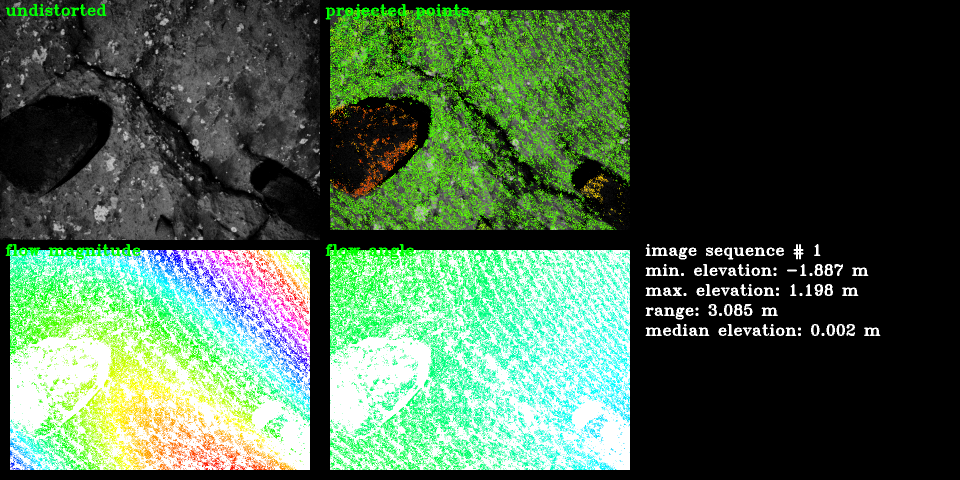 undistorted
projected points
flow magnitude
flow angle
image sequence # 1
min. elevation: −1.887 m
max. elevation: 1.198 m
range: 3.085 m
median elevation: 0.002 m